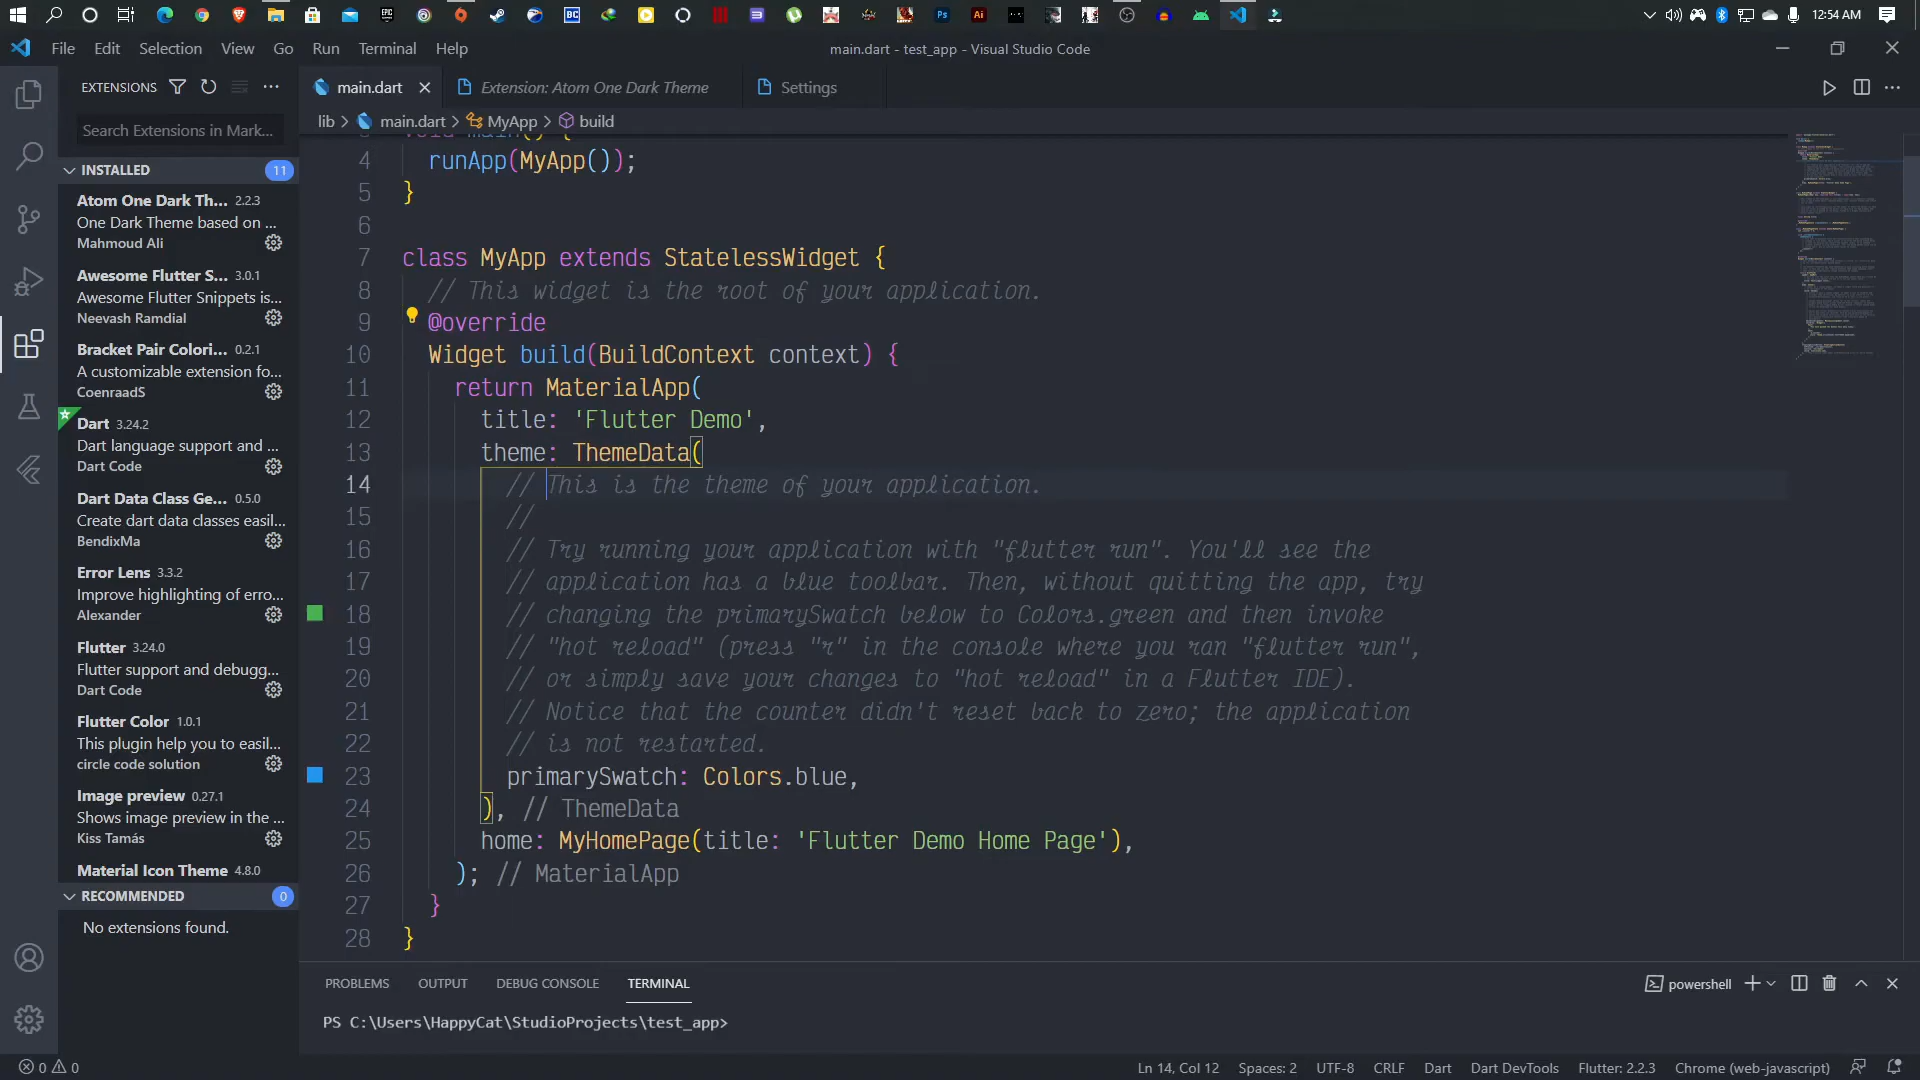 12:54 AM
File Edit Selection View Go Run Terminal Help
main.dart - test_app - Visual Studio Code
EXTENSIONS
main.dart
Extension: Atom One Dark Theme
Settings
Search Extensions in Mark...
lib > main.dart > MyApp > build
INSTALLED 11
Atom One Dark Th... 2.2.3
One Dark Theme based on ...
Mahmoud Ali
Awesome Flutter S... 3.0.1
Awesome Flutter Snippets is...
Neevash Ramdial
Bracket Pair Colori... 0.2.1
A customizable extension fo...
CoenraadS
Dart 3.24.2
Dart language support and ...
Dart Code
Dart Data Class Ge... 0.5.0
Create dart data classes easil...
BendixMa
Error Lens 3.3.2
Improve highlighting of erro...
Alexander
Flutter 3.24.0
Flutter support and debugg...
Dart Code
Flutter Color 1.0.1
This plugin help you to easil...
circle code solution
Image preview 0.27.1
Shows image preview in the ...
Kiss Tamás
Material Icon Theme 4.8.0
RECOMMENDED 0
No extensions found.
void main() {
4 runApp(MyApp());
5 }
6
7 class MyApp extends StatelessWidget {
8 // This widget is the root of your application.
9 @override
10 Widget build(BuildContext context) {
11 return MaterialApp(
12 title: 'Flutter Demo',
13 theme: ThemeData(
14 // This is the theme of your application.
15 //
16 // Try running your application with "flutter run". You'll see the
17 // application has a blue toolbar. Then, without quitting the app, try
18 // changing the primarySwatch below to Colors.green and then invoke
19 // "hot reload" (press "r" in the console where you ran "flutter run",
20 // or simply save your changes to "hot reload" in a Flutter IDE).
21 // Notice that the counter didn't reset back to zero; the application
22 // is not restarted.
23 primarySwatch: Colors.blue,
24 ), // ThemeData
25 home: MyHomePage(title: 'Flutter Demo Home Page'),
26 ); // MaterialApp
27 }
28 }
PROBLEMS OUTPUT DEBUG CONSOLE TERMINAL
powershell
PS C:\Users\HappyCat\StudioProjects\test_app>
0 0
Ln 14, Col 12 Spaces: 2 UTF-8 CRLF Dart Dart DevTools Flutter: 2.2.3 Chrome (web-javascript)